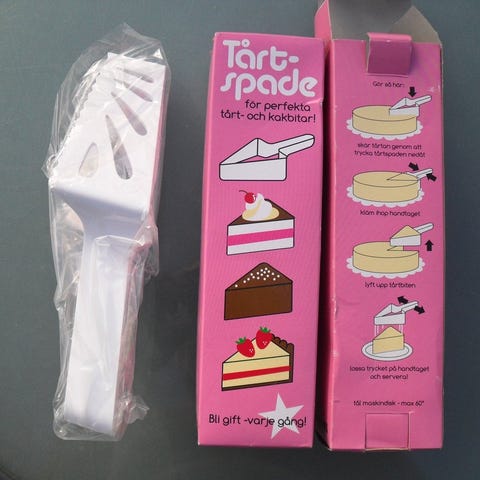 Tårt-
spade
för perfekta
tårt- och kakbitar!
Bli gift -varje gång!
Gör så här:
skär tårtan genom att
trycka tårtspaden nedåt
kläm ihop handtaget
lyft upp tårtbiten
lossa trycket på handtaget
och servera!
tål maskindisk - max 60°